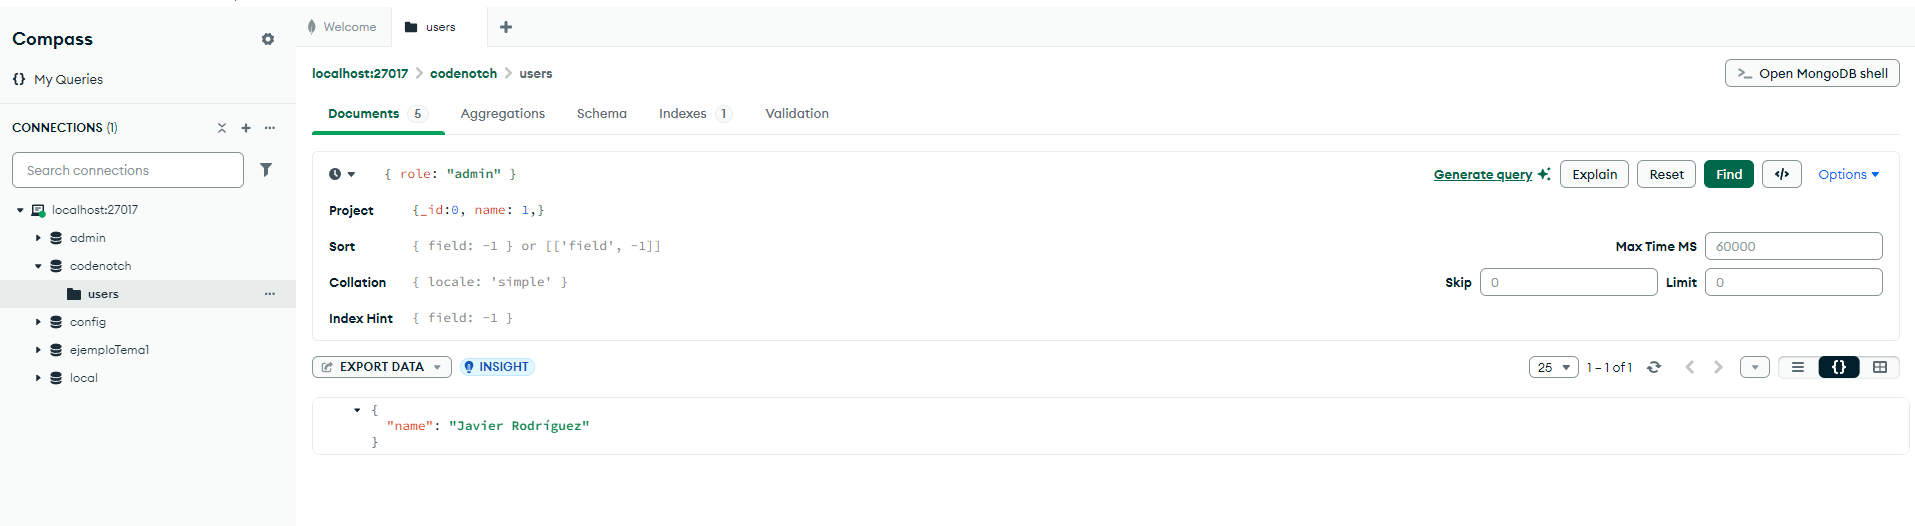 Compass
{} My Queries
CONNECTIONS (1)
Search connections
localhost:27017
admin
codenotch
users
config
ejemploTema1
local
Welcome
users
localhost:27017 > codenotch > users
>_ Open MongoDB shell
Documents 5 Aggregations Schema Indexes 1 Validation
{ role: "admin" }
Generate query Explain Reset Find </> Options
Project {_id:0, name: 1,}
Sort { field: -1 } or [['field', -1]] Max Time MS 60000
Collation { locale: 'simple' } Skip 0 Limit 0
Index Hint { field: -1 }
EXPORT DATA INSIGHT 25 1 – 1 of 1 {}
{
"name": "Javier Rodríguez"
}